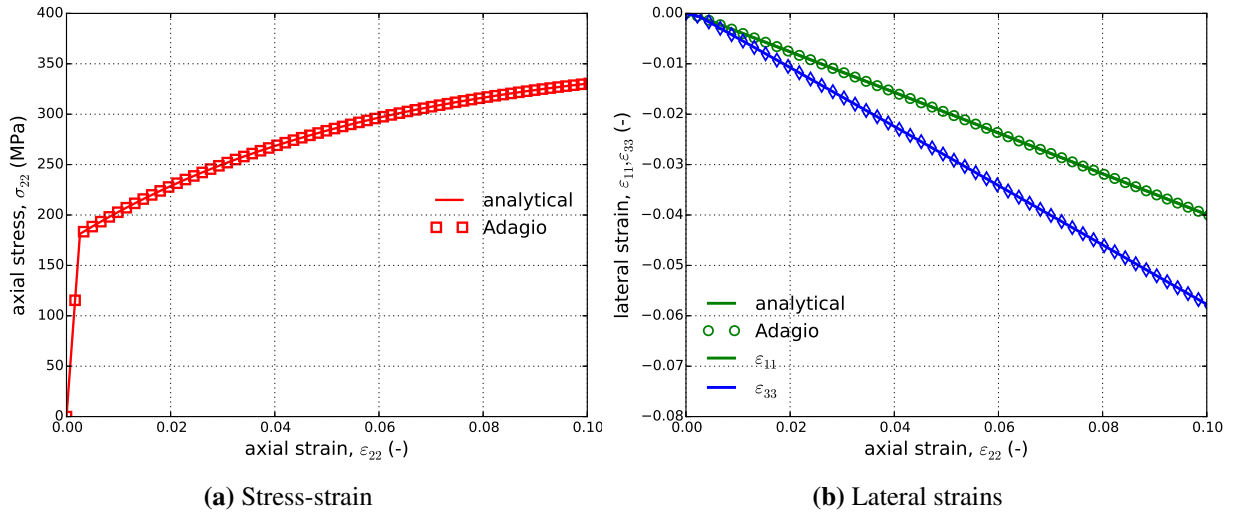 400
350
300
250
200
150
100
50
0
axial stress, σ₂₂ (MPa)
analytical
Adagio
0.00 0.02 0.04 0.06 0.08 0.10
axial strain, ε₂₂ (-)
(a) Stress-strain
0.00
−0.01
−0.02
−0.03
−0.04
−0.05
−0.06
−0.07
−0.08
lateral strain, ε₁₁,ε₃₃ (-)
analytical
Adagio
ε₁₁
ε₃₃
0.00 0.02 0.04 0.06 0.08 0.10
axial strain, ε₂₂ (-)
(b) Lateral strains